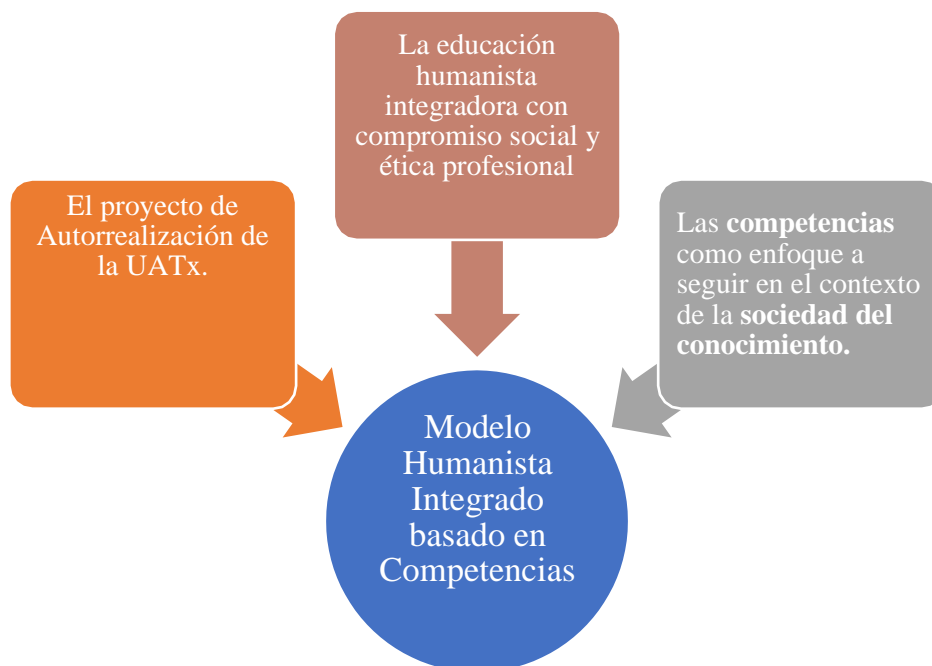 La educación
humanista
integradora con
compromiso social y
ética profesional
El proyecto de
Autorrealización de
la UATx.
Las competencias
como enfoque a
seguir en el contexto
de la sociedad del
conocimiento.
Modelo
Humanista
Integrado
basado en
Competencias